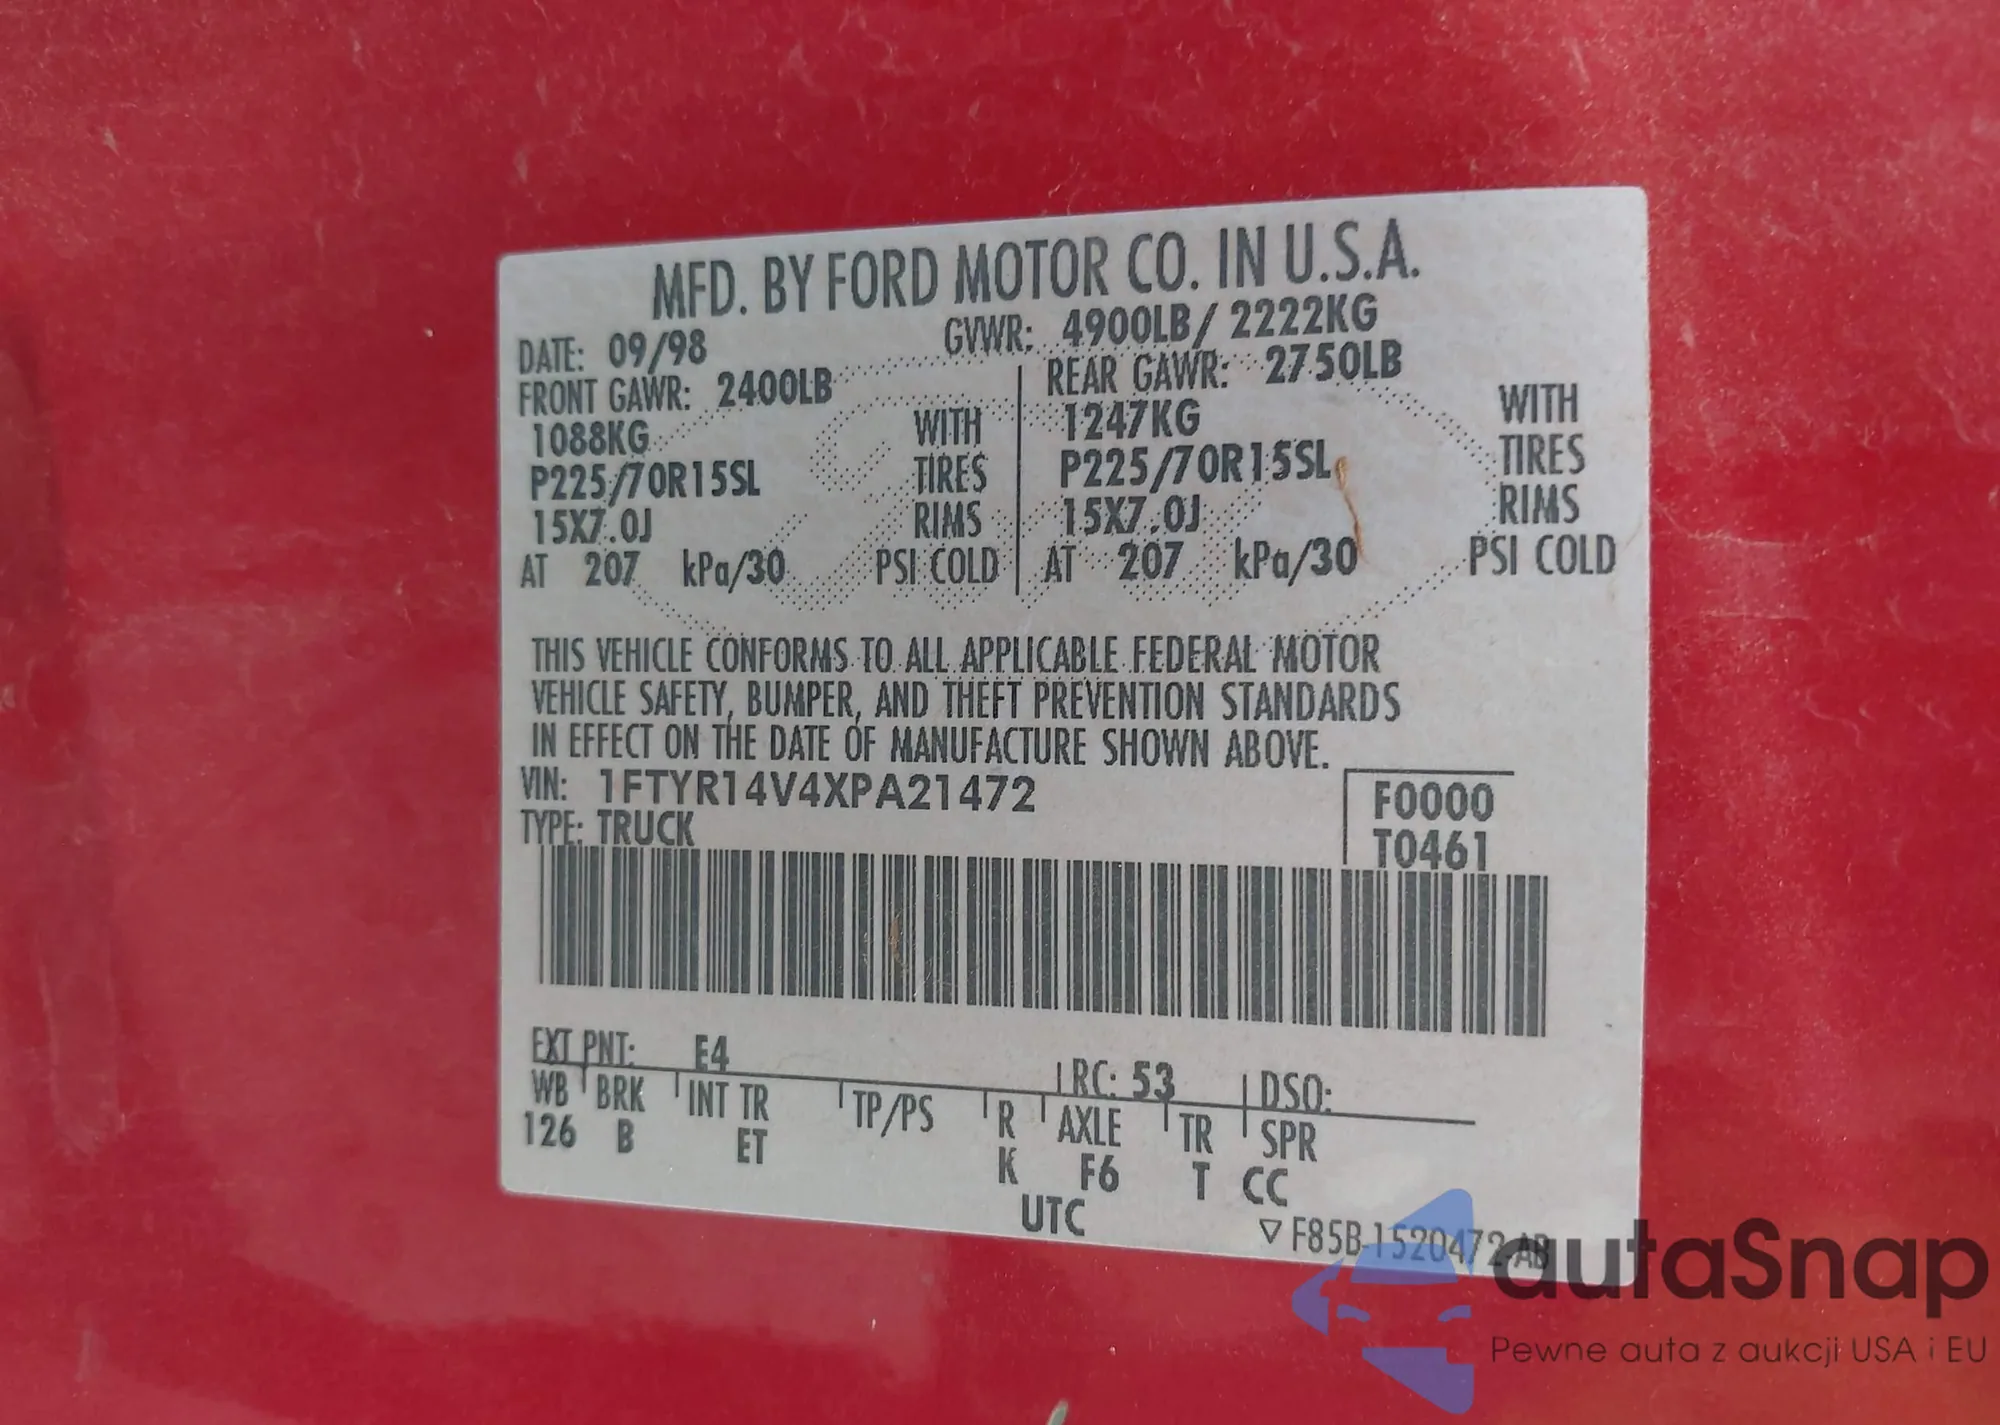 MFD. BY FORD MOTOR CO. IN U.S.A.
DATE: 09/98 GVWR: 4900LB/ 2222KG
FRONT GAWR: 2400LB REAR GAWR: 2750LB
1088KG WITH 1247KG WITH
P225/70R15SL TIRES P225/70R15SL TIRES
15X7.0J RIMS 15X7.0J RIMS
AT 207 kPa/30 PSI COLD AT 207 kPa/30 PSI COLD
THIS VEHICLE CONFORMS TO ALL APPLICABLE FEDERAL MOTOR
VEHICLE SAFETY, BUMPER, AND THEFT PREVENTION STANDARDS
IN EFFECT ON THE DATE OF MANUFACTURE SHOWN ABOVE.
VIN: 1FTYR14V4XPA21472 F0000
TYPE: TRUCK T0461
EXT PNT: E4 RC: 53 DSO:
WB BRK INT TR TP/PS R AXLE TR SPR
126 B ET K F6 T CC
UTC
F85B-1520472-AB
autaSnap
Pewne auta z aukcji USA i EU